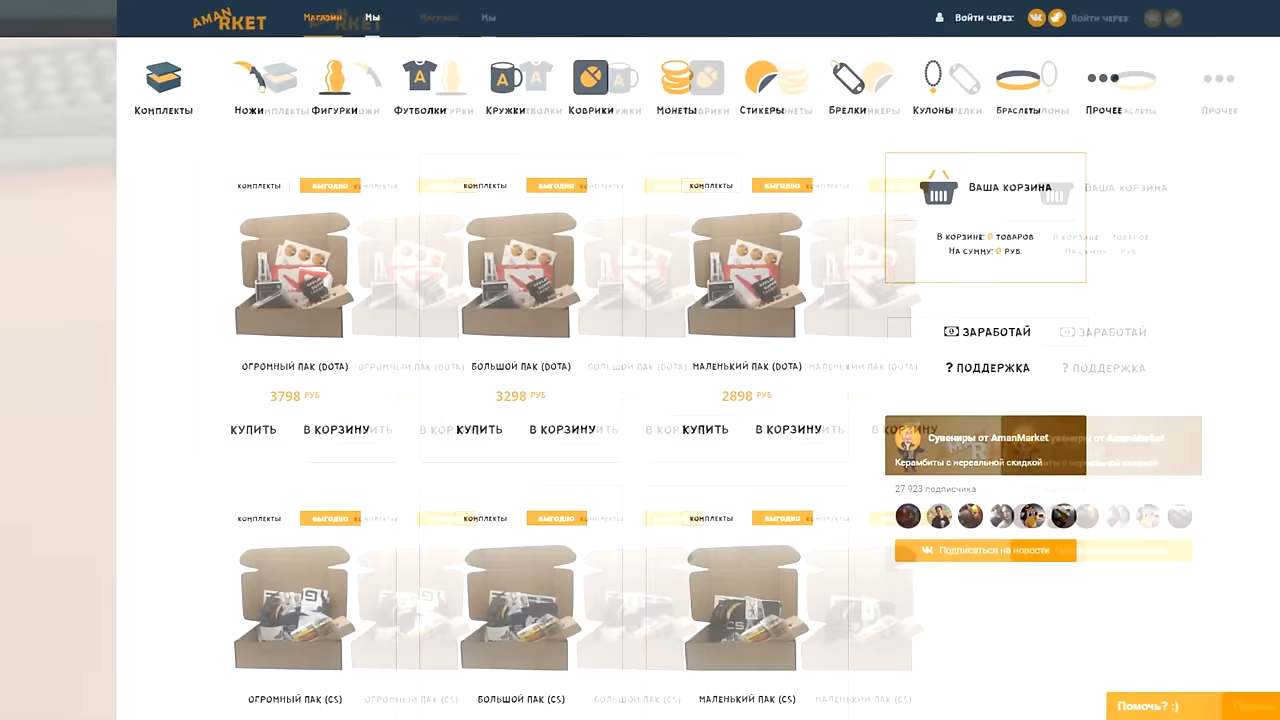 AMAN RKET
Магазин Мы Войти через:
Комплекты Ножи Фигурки Футболки Кружки Коврики Монеты Стикеры Брелки Кулоны Браслеты Прочее
комплекты выгодно комплекты выгодно комплекты выгодно
Ваша корзина
В корзине: 0 товаров
На сумму: 0 руб
Заработай
? Поддержка
Огромный пак (DOTA) Большой пак (DOTA) Маленький пак (DOTA)
3798 руб 3298 руб 2898 руб
Купить В корзину Купить В корзину Купить В корзину
Сувениры от AmanMarket
Керамбиты с нереальной скидкой
27 923 подписчика
Подписаться на новости
комплекты выгодно комплекты выгодно комплекты выгодно
Огромный пак (CS) Большой пак (CS) Маленький пак (CS)
Помочь? :)